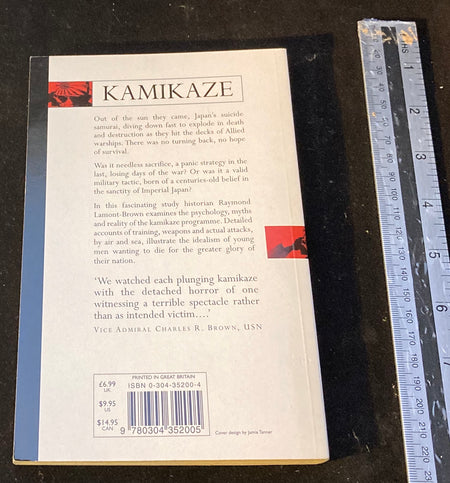 KAMIKAZE
Out of the sun they came, Japan's suicide
samurai, diving down fast to explode in death
and destruction as they hit the decks of Allied
warships. There was no turning back, no hope
of survival.
Was it needless sacrifice, a panic strategy in the
last, losing days of the war? Or was it a valid
military tactic, born of a centuries-old belief in
the sanctity of Imperial Japan?
In this fascinating study historian Raymond
Lamont-Brown examines the psychology, myths
and reality of the kamikaze programme. Detailed
accounts of training, weapons and actual attacks,
by air and sea, illustrate the idealism of young
men wanting to die for the greater glory of
their nation.
'We watched each plunging kamikaze
with the detached horror of one
witnessing a terrible spectacle rather
than as intended victim....'
VICE ADMIRAL CHARLES R. BROWN, USN
PRINTED IN GREAT BRITAIN
ISBN 0-304-35200-4
£6.99
UK
$9.95
US
$14.95
CAN
9 780304 352005
Cover design by Jamie Tanner
1
2
3
4
5
6